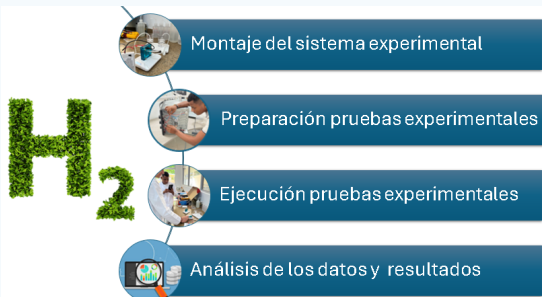 Montaje del sistema experimental
Preparación pruebas experimentales
H2
Ejecución pruebas experimentales
Análisis de los datos y resultados